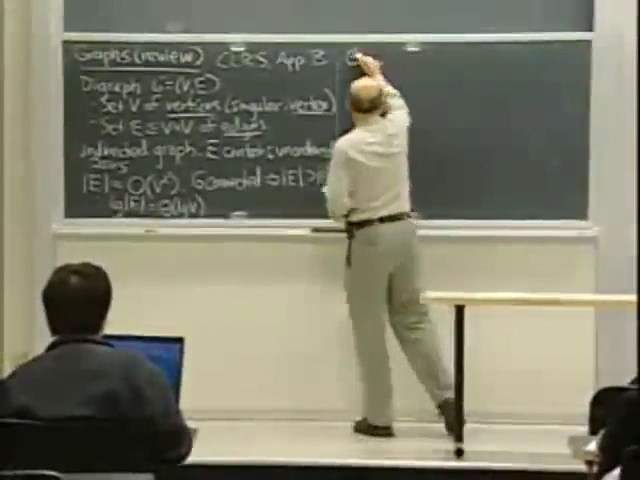 Graphs (review) CLRS, App B
Digraph G=(V,E)
- Set V of vertices (singular: vertex)
- Set E ⊆ V×V of edges
Undirected graph: E contains unordered
pairs
|E| = O(V²). G connected ⇒ |E| ≥ |V
lg|E| = Θ(lg V)